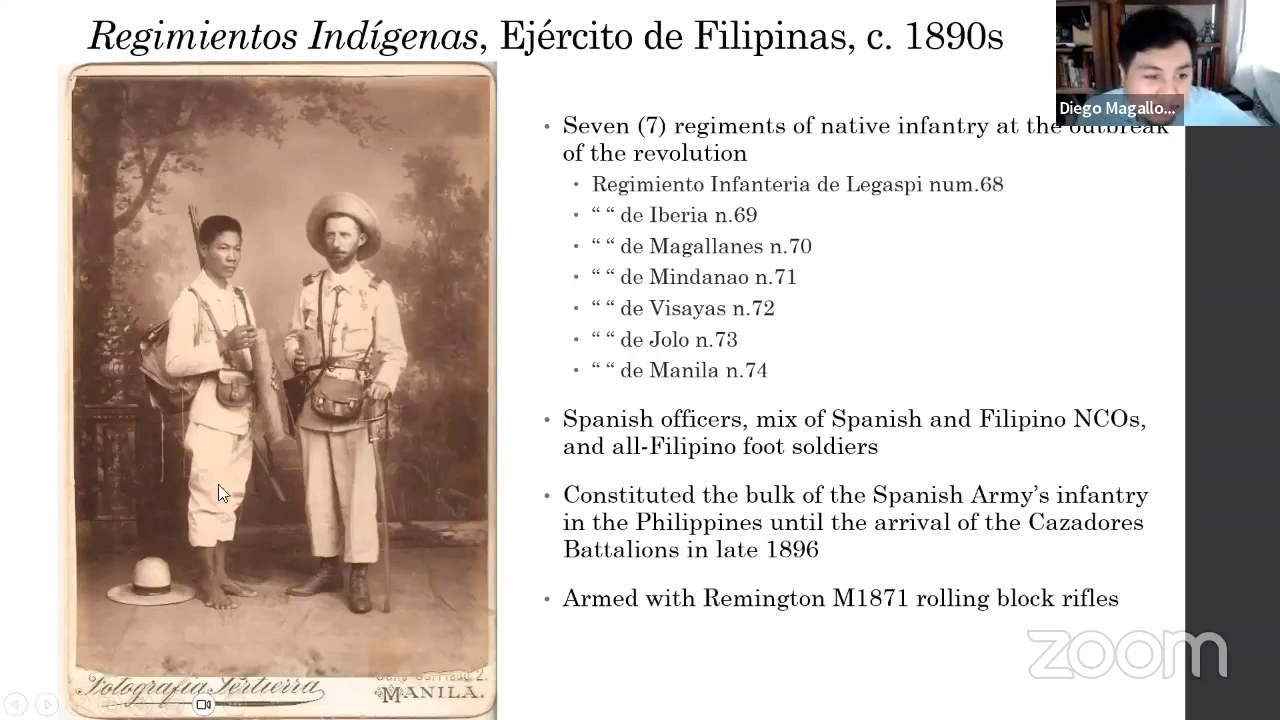 Regimientos Indígenas, Ejército de Filipinas, c. 1890s
Diego Magallo...
• Seven (7) regiments of native infantry at the outbreak
of the revolution
• Regimiento Infanteria de Legaspi num.68
• “ “ de Iberia n.69
• “ “ de Magallanes n.70
• “ “ de Mindanao n.71
• “ “ de Visayas n.72
• “ “ de Jolo n.73
• “ “ de Manila n.74
• Spanish officers, mix of Spanish and Filipino NCOs,
and all-Filipino foot soldiers
• Constituted the bulk of the Spanish Army’s infantry
in the Philippines until the arrival of the Cazadores
Battalions in late 1896
• Armed with Remington M1871 rolling block rifles
zoom
Fotografia Pertierra
MANILA.